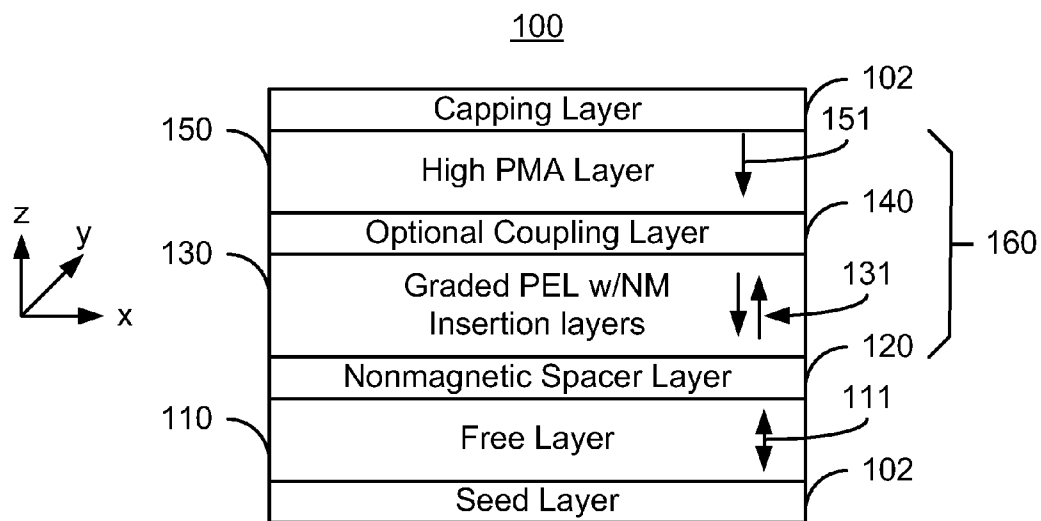 100
Capping Layer
102
150
151
High PMA Layer
Optional Coupling Layer
140
z
y
x
130
Graded PEL w/NM
Insertion layers
131
160
Nonmagnetic Spacer Layer
120
110
111
Free Layer
102
Seed Layer